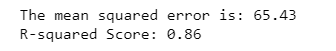 The mean squared error is: 65.43
R-squared Score: 0.86